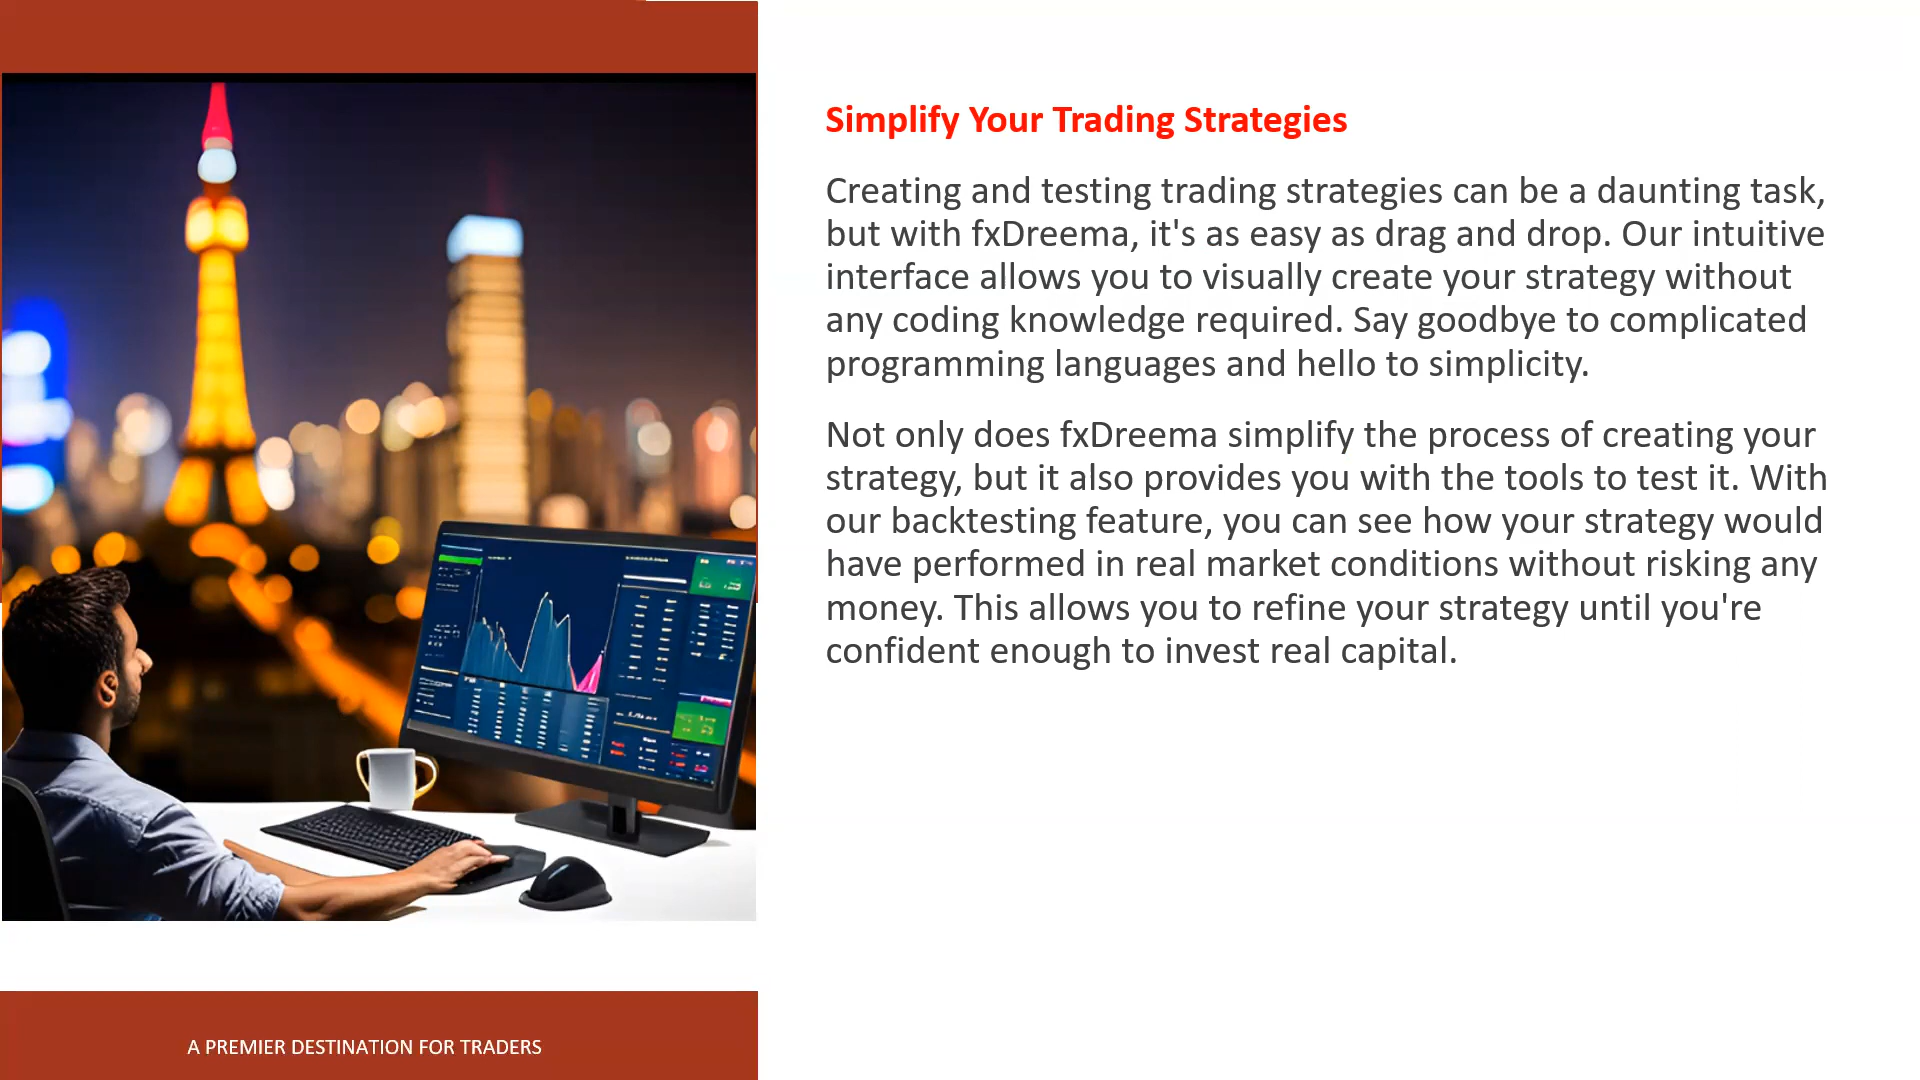 Simplify Your Trading Strategies
Creating and testing trading strategies can be a daunting task,
but with fxDreema, it's as easy as drag and drop. Our intuitive
interface allows you to visually create your strategy without
any coding knowledge required. Say goodbye to complicated
programming languages and hello to simplicity.
Not only does fxDreema simplify the process of creating your
strategy, but it also provides you with the tools to test it. With
our backtesting feature, you can see how your strategy would
have performed in real market conditions without risking any
money. This allows you to refine your strategy until you're
confident enough to invest real capital.
A PREMIER DESTINATION FOR TRADERS